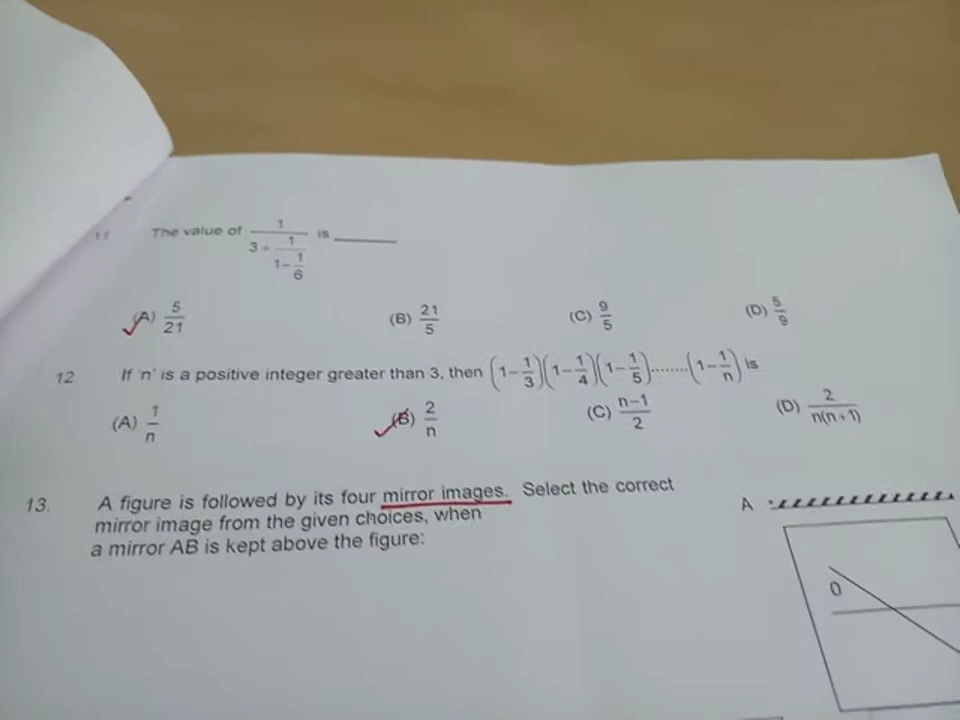 11 The value of 1/(3 + 1/(1 - 1/6)) is ______
(A) 5/21 (B) 21/5 (C) 9/5 (D) 5/9
12. If 'n' is a positive integer greater than 3, then (1-1/3)(1-1/4)(1-1/5)........(1-1/n) is
(A) 1/n (B) 2/n (C) n-1/2 (D) 2/n(n+1)
13. A figure is followed by its four mirror images. Select the correct
mirror image from the given choices, when
a mirror AB is kept above the figure:
A
0